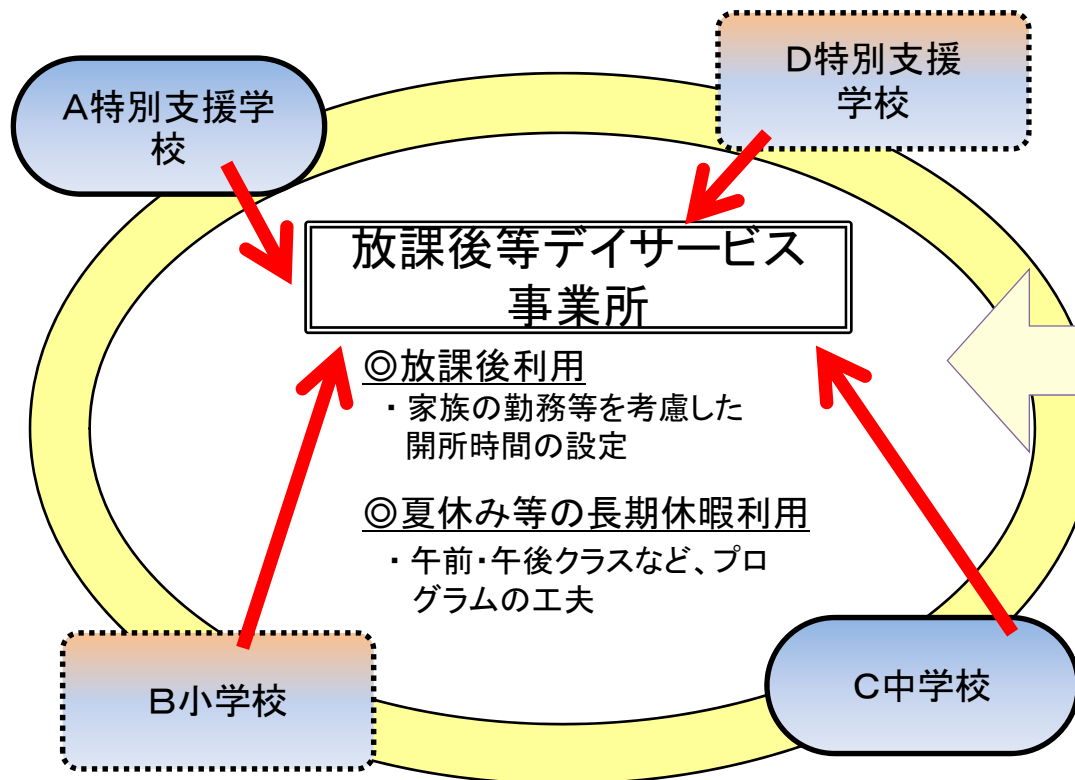 D特別支援
学校
A特別支援学
校
放課後等デイサービス
事業所
◎放課後利用
・ 家族の勤務等を考慮した
開所時間の設定
◎夏休み等の長期休暇利用
・ 午前・午後クラスなど、プロ
グラムの工夫
B小学校
C中学校